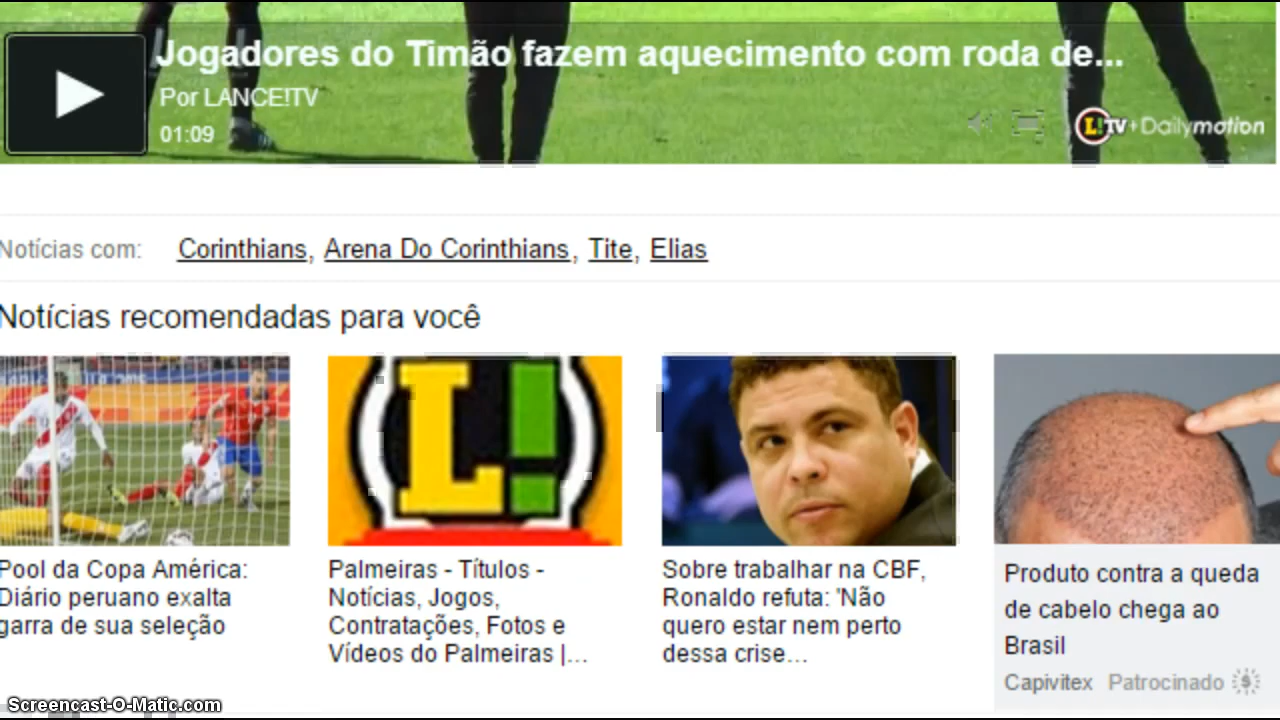 Jogadores do Timão fazem aquecimento com roda de...
Por LANCE!TV
01:09
L!TV+Dailymotion
Notícias com: Corinthians, Arena Do Corinthians, Tite, Elias
Notícias recomendadas para você
L!
Pool da Copa América:
Diário peruano exalta
garra de sua seleção
Palmeiras - Títulos -
Notícias, Jogos,
Contratações, Fotos e
Vídeos do Palmeiras |...
Sobre trabalhar na CBF,
Ronaldo refuta: 'Não
quero estar nem perto
dessa crise...
Produto contra a queda
de cabelo chega ao
Brasil
Capivitex Patrocinado
Screencast-O-Matic.com